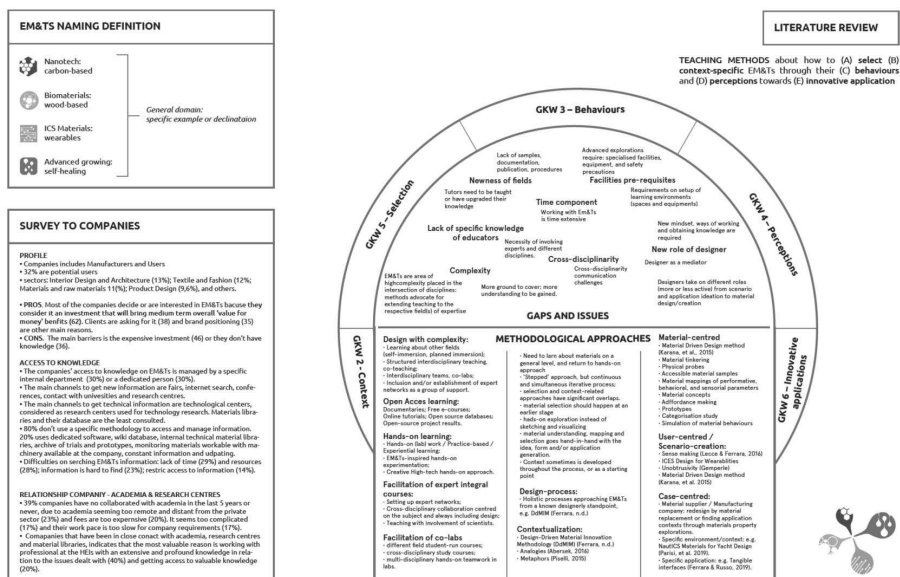 EM&TS NAMING DEFINITION
Nanotech:
carbon-based
Biomaterials:
wood-based
ICS Materials:
wearables
Advanced growing:
self-healing
General domain:
specific example or declinataion
SURVEY TO COMPANIES
PROFILE
• Companies includes Manufacturers and Users
• 32% are potential users
• sectors: Interior Design and Architecture (13%); Textile and Fashion (12%;
Materials and raw materials 11(%); Product Design (9,6%), and others.
• PROS. Most of the companies decide or are interested in EM&TS bacuse they
consider it an investment that will bring medium term overall 'value for
money' benfits (62). Clients are asking for it (38) and brand positioning (35)
are other main reasons.
• CONS. The main barriers is the expensive investment (46) or they don't have
knowledge (36).
ACCESS TO KNOWLEDGE
• The companies' access to knowledge on EM&TS is managed by a specific
internal department (30%) or a dedicated person (30%).
The main channels to get new information are fairs, internet search, confe-
rences, contact with univesities and research centres.
• The main channels to get technical information are technological centers,
considered as research centers used for technology research. Materials libra-
ries and their database are the least consulted.
• 80% don't use a specific methodology to access and manage information.
20% uses dedicated software, wiki database, internal technical material libra-
ries, archive of trials and prototypes, monitoring materials workable with ma-
chinery available at the company, constant information and udpating.
• Difficulties on serching EM&TS information: lack of time (29%) and resources
(28%); information is hard to find (23%); restric access to information (14%).
RELATIONSHIP COMPANY - ACADEMIA & RESEARCH CENTRES
• 39% companies have no collaborated with academia in the last 5 years or
never, due to academia seeming too remote and distant from the private
sector (23%) and fees are too expensive (20%). It seems too complicated
(17%) and their work pace is too slow for company requirements (17%).
• Companies that have been in close contact with academia, research centres
and material libraries, indicates that the most valuable reason is working with
professional at the HEIs with an extensive and profound knowledge in rela-
tion to the issues dealt with (40%) and getting access to valuable knowledge
(20%).
LITERATURE REVIEW
TEACHING METHODS about how to (A) select (B)
context-specific EM&Ts through their (C) behaviours
and (D) perceptions towards (E) innovative application
GKW 3 – Behaviours
GKW 5 – Selection
GKW 4 – Perceptions
GKW 2 - Context
GKW 6 – Innovative
applications
Lack of samples,
documentation,
publication, procedures
Newness of fields
Tutors need to be taught
or have upgraded their
knowledge
Advanced explorations
require: specialised facilities,
equipment, and safety
precautions
Facilities pre-requisites
Requirements on setup of
learning environments
(spaces and equipments)
Time component
Working with Em&Ts
is time extensive
Lack of specific knowledge
of educators
Necessity of involving
experts and different
disciplines.
New mindset, ways of working
and obtaining knowledge are
required
New role of designer
Designer as a mediator
Cross-disciplinarity
Cross-disciplinarity
communication
challenges
Complexity
EM&Ts are area of
highcomplexity placed in the
intersection of disciplines:
methods advocate for
extending teaching to the
respective field(s) of expertise
More ground to cover; more
understanding to be gained.
Designers take on different roles
(more or less active) from scenario
and application ideation to material
design/creation
GAPS AND ISSUES
METHODOLOGICAL APPROACHES
Design with complexity:
- Learning about other fields
(self-immersion, planned immersion);
- Structured interdisciplinary teaching,
co-teaching;
- Interdisciplinary teams, co-labs;
- Inclusion and/or establishment of expert
networks as a group of support.
Open Acces learning:
Documentaries; Free e-courses;
Online tutorials; Open source databases;
Open-source project results.
Hands-on learning:
- Hands-on (lab) work / Practice-based /
Experiential learning;
- EM&Ts-inspired hands-on
experimentation;
- Creative High-tech hands-on approach.
Facilitation of expert integral
courses:
- Setting up expert networks;
- Cross-disciplinary collaboration centred
on the subject and always including design;
- Teaching with involvement of scientists.
Facilitation of co-labs
- different field student-run courses;
- cross-disciplinary study courses;
- multi-disciplinary hands-on teamwork in
labs.
- Need to larn about materials on a
general level, and return to hands-on
approach
- 'Stepped' approach, but continuous
and simultaneous iterative process;
- selection and context-related
approaches have significant overlaps.
- material selection should happen at an
earlier stage
- hads-on exploration instead of
sketching and visualizing
- material understanding, mapping and
selection goes hand-in-hand with the
idea, form and/or application
generation.
- Context sometimes is developed
throughout the process, or as a starting
point
Design-process:
- Holistic processes approaching EM&Ts
from a known designerly standpoint,
e.g. DdMIM (Ferrara, n.d.)
Contextualization:
- Design-Driven Material Innovation
Methodology (DdMIM) (Ferrara, n.d.)
- Analogies (Abersek, 2016)
- Metaphors (Piselli, 2015)
Material-centred
- Material Driven Design method
(Karana, et al., 2015)
- Material tinkering
- Physical probes
- Accessible material samples
- Material mappings of performative,
behavioral, and sensorial parameters
- Material concepts
- Adffordance making
- Prototypes
- Categorisation study
- Simulation of material behaviours
User-centred /
Scenario-creation:
- Sense making (Lecce & Ferrara, 2016)
- ICES Design for Wearabilities
- Unobtrusivity (Gemperle)
- Material Driven Design method
(Karana, et al. 2015)
Case-centred:
- Material supplier / Manufacturing
company: redesign by material
replacement or finding application
contexts through materials property
explorations.
- Specific environment/context: e.g.
NautICS Materials for Yacht Design
(Parisi, et al. 2019).
- Specific application: e.g. Tangible
interfaces (Ferrara & Russo, 2019).